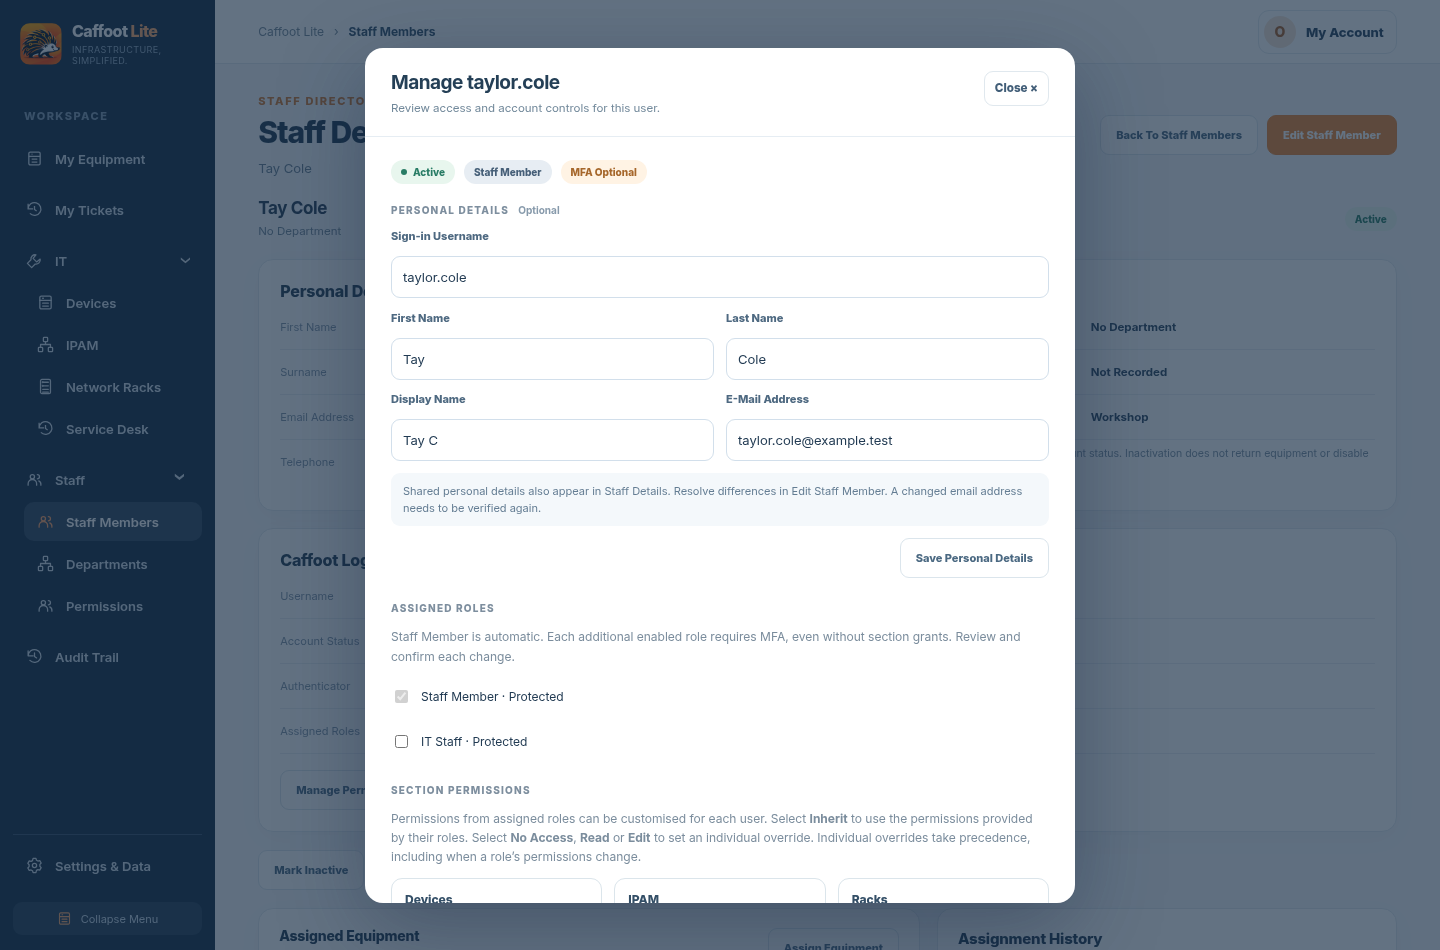 Caffoot Lite
INFRASTRUCTURE,
SIMPLIFIED.
WORKSPACE
My Equipment
My Tickets
IT
Devices
IPAM
Network Racks
Service Desk
Staff
Staff Members
Departments
Permissions
Audit Trail
Settings & Data
Collapse Menu
Caffoot Lite › Staff Members
O My Account
STAFF DIRECTO
Staff De
Tay Cole
Back To Staff Members
Edit Staff Member
Tay Cole
No Department
Active
Personal D
First Name
No Department
Surname
Not Recorded
Email Address
Workshop
Telephone
nt status. Inactivation does not return equipment or disable
Caffoot Log
Username
Account Status
Authenticator
Assigned Roles
Manage Perr
Mark Inactive
Assigned Equipment
Assign Equipment
Assignment History
Manage taylor.cole
Review access and account controls for this user.
Close ×
Active
Staff Member
MFA Optional
PERSONAL DETAILS Optional
Sign-in Username
taylor.cole
First Name
Last Name
Tay
Cole
Display Name
E-Mail Address
Tay C
taylor.cole@example.test
Shared personal details also appear in Staff Details. Resolve differences in Edit Staff Member. A changed email address
needs to be verified again.
Save Personal Details
ASSIGNED ROLES
Staff Member is automatic. Each additional enabled role requires MFA, even without section grants. Review and
confirm each change.
Staff Member · Protected
IT Staff · Protected
SECTION PERMISSIONS
Permissions from assigned roles can be customised for each user. Select Inherit to use the permissions provided
by their roles. Select No Access, Read or Edit to set an individual override. Individual overrides take precedence,
including when a role's permissions change.
Devices
IPAM
Racks